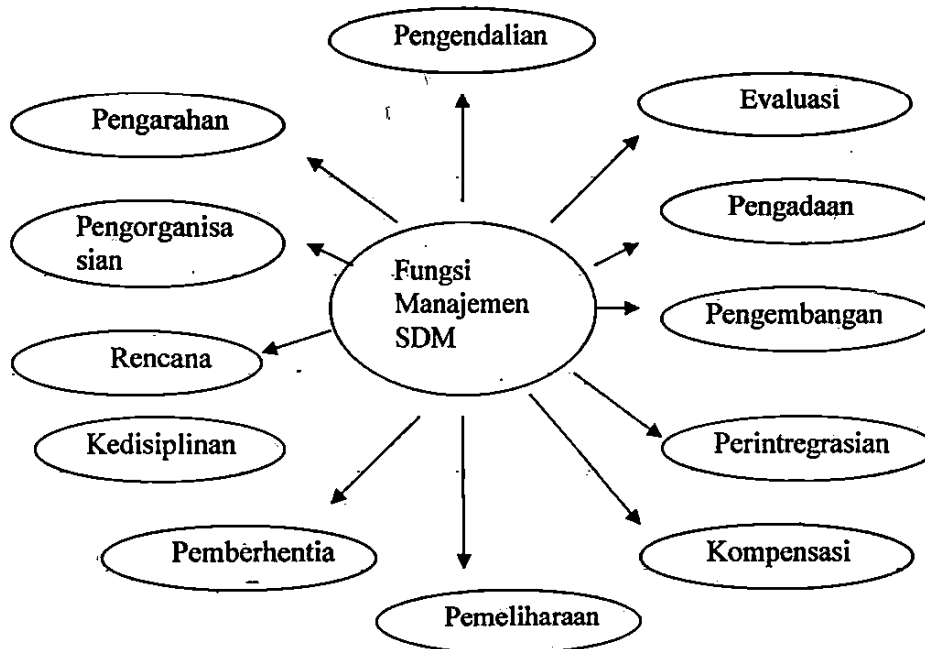 Pengendalian
Evaluasi
Pengarahan
Pengadaan
Pengorganisa
sian
Fungsi
Manajemen
SDM
Pengembangan
Rencana
Kedisiplinan
Perintregrasian
Pemberhentia
Kompensasi
Pemeliharaan